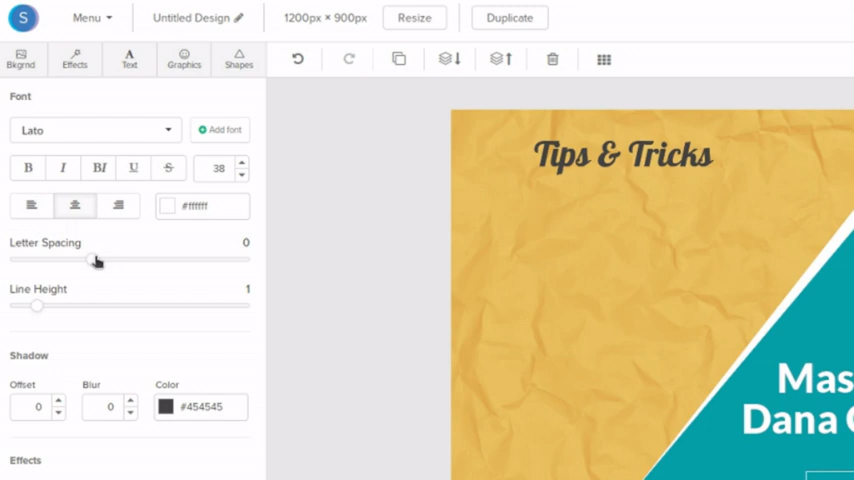 S Menu Untitled Design 1200px × 900px Resize Duplicate
Bkgrnd Effects Text Graphics Shapes
Font
Lato Add font
B I BI U S 38
#ffffff
Letter Spacing 0
Line Height 1
Shadow
Offset Blur Color
0 0 #454545
Effects
Tips & Tricks
Mas
Dana